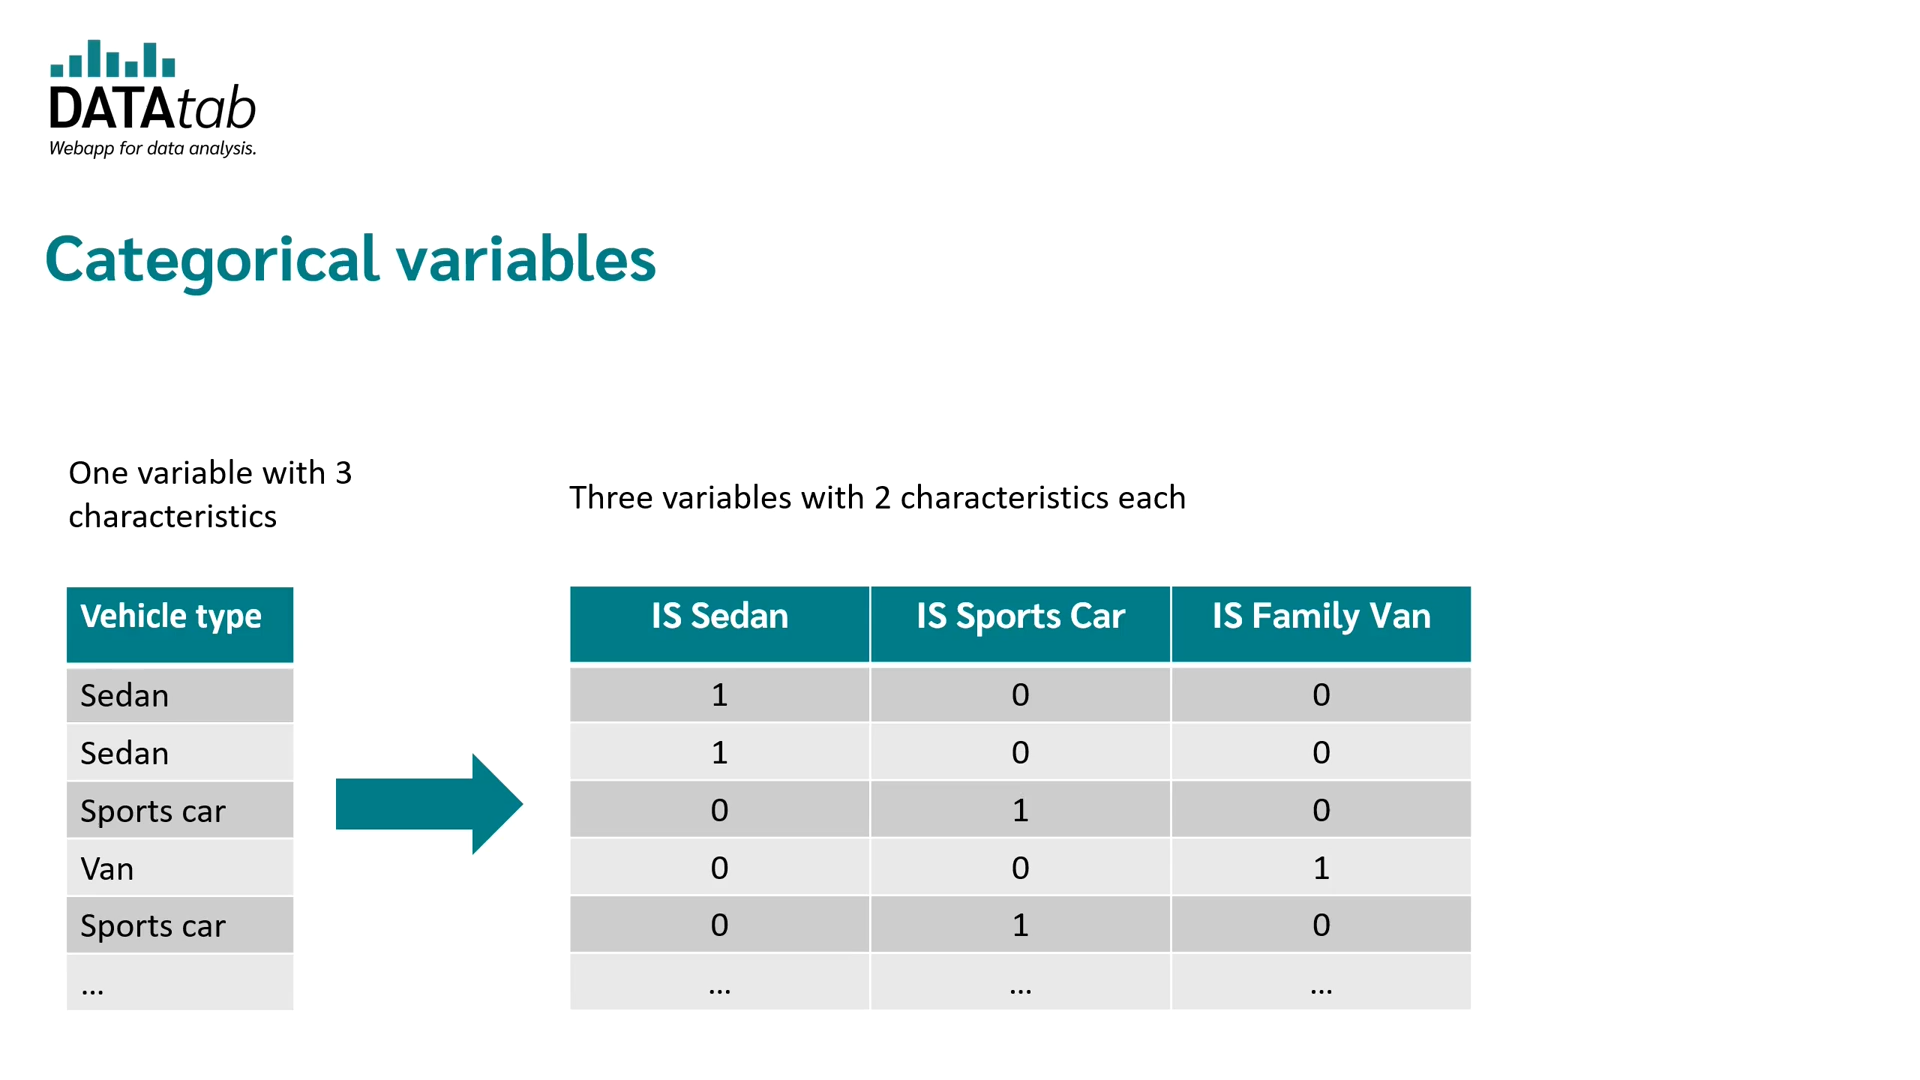 DATAtab
Webapp for data analysis.
Categorical variables
One variable with 3
characteristics
Three variables with 2 characteristics each
Vehicle type
Sedan
Sedan
Sports car
Van
Sports car
...
IS Sedan IS Sports Car IS Family Van
1 0 0
1 0 0
0 1 0
0 0 1
0 1 0
... ... ...